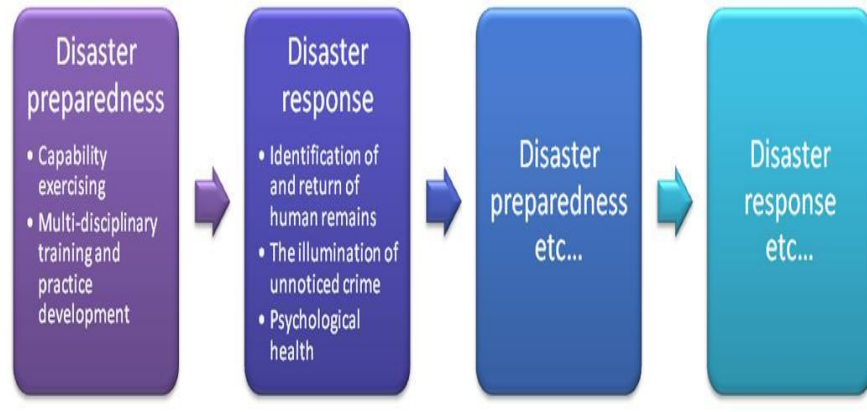 Disaster
preparedness
• Capability
exercising
• Multi-disciplinary
training and
practice
development
Disaster
response
• Identification of
and return of
human remains
• The illumination of
unnoticed crime
• Psychological
health
Disaster
preparedness
etc...
Disaster
response
etc...